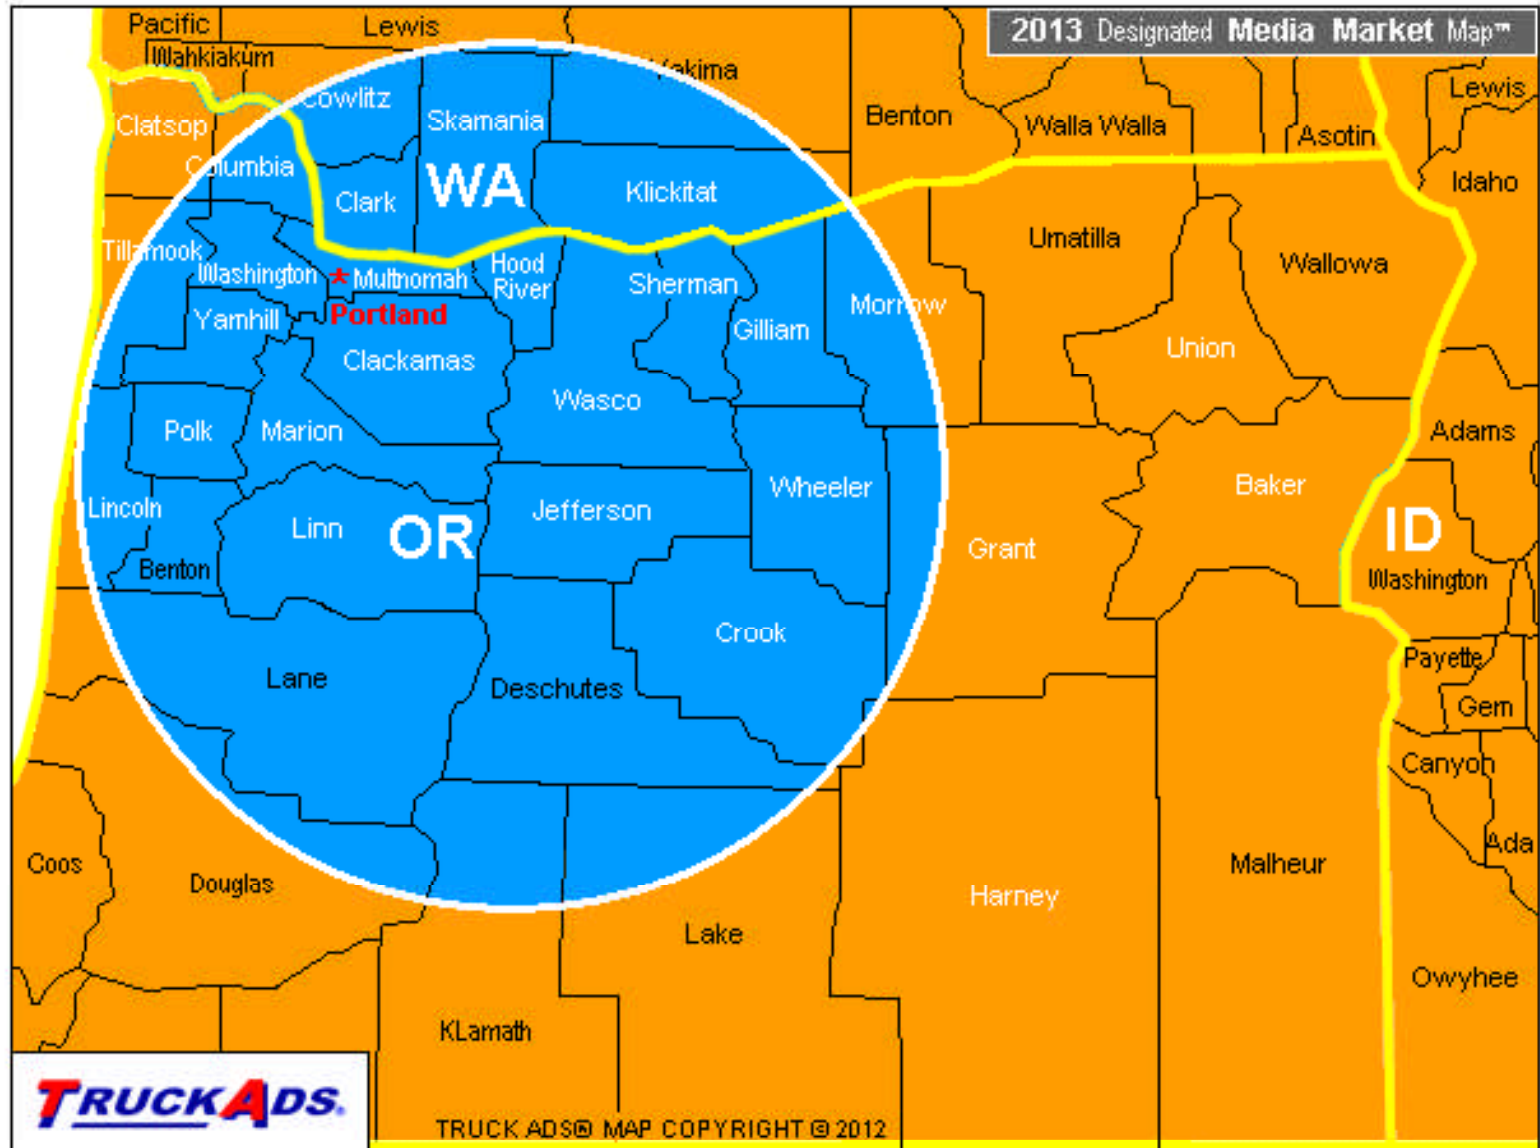 Pacific
Lewis
2013 Designated Media Market Map™
Wahkiakum
Yakima
Lewis
Cowlitz
Skamania
Benton
Walla Walla
Asotin
Clatsop
Columbia
WA
Idaho
Clark
Klickitat
Tillamook
Washington
* Multnomah
Hood
River
Sherman
Umatilla
Wallowa
Yamhill
Portland
Gilliam
Morrow
Union
Clackamas
Wasco
Polk
Marion
Adams
Lincoln
Linn
OR
Jefferson
Wheeler
Baker
ID
Benton
Grant
Washington
Crook
Lane
Deschutes
Payette
Gem
Canyon
Ada
Coos
Douglas
Malheur
Harney
Lake
Owyhee
KLamath
TRUCKADS.
TRUCK ADS® MAP COPYRIGHT © 2012